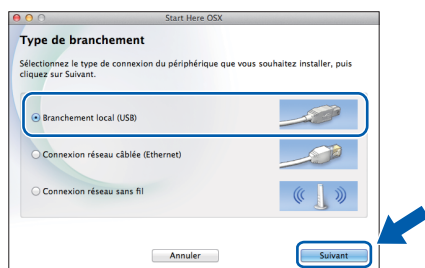 Start Here OSX
Type de branchement
Sélectionnez le type de connexion du périphérique que vous souhaitez installer, puis
cliquez sur Suivant.
Branchement local (USB)
Connexion réseau câblée (Ethernet)
Connexion réseau sans fil
Annuler
Suivant